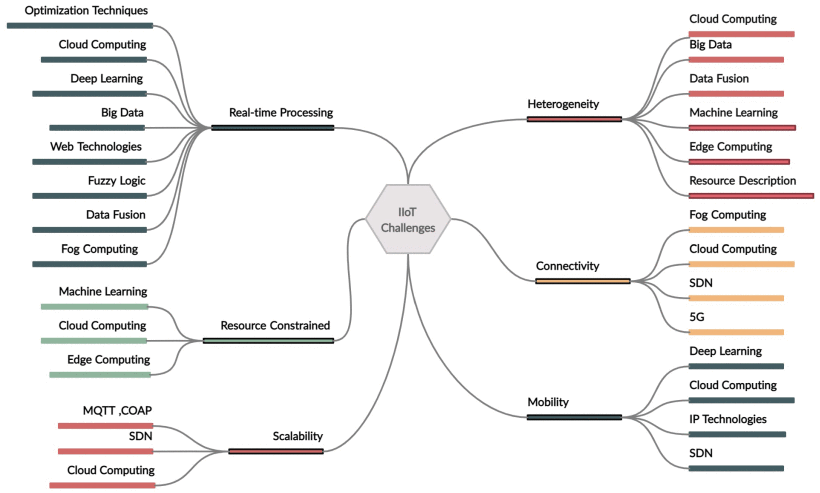 Optimization Techniques
Cloud Computing
Deep Learning
Big Data
Web Technologies
Fuzzy Logic
Data Fusion
Fog Computing
Real-time Processing
Machine Learning
Cloud Computing
Edge Computing
Resource Constrained
MQTT ,COAP
SDN
Cloud Computing
Scalability
IIoT
Challenges
Heterogeneity
Cloud Computing
Big Data
Data Fusion
Machine Learning
Edge Computing
Resource Description
Connectivity
Fog Computing
Cloud Computing
SDN
5G
Mobility
Deep Learning
Cloud Computing
IP Technologies
SDN